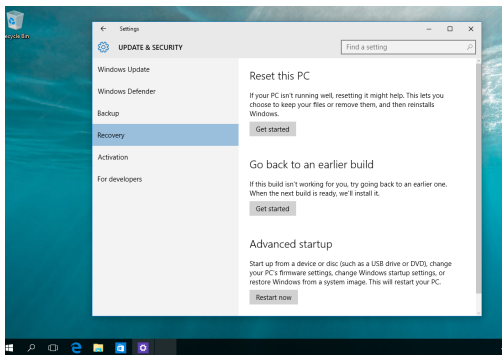 Recycle Bin
Settings
UPDATE & SECURITY
Find a setting
Windows Update
Windows Defender
Backup
Recovery
Activation
For developers
Reset this PC
If your PC isn't running well, resetting it might help. This lets you
choose to keep your files or remove them, and then reinstalls
Windows.
Get started
Go back to an earlier build
If this build isn't working for you, try going back to an earlier one.
When the next build is ready, we'll install it.
Get started
Advanced startup
Start up from a device or disc (such as a USB drive or DVD), change
your PC's firmware settings, change Windows startup settings, or
restore Windows from a system image. This will restart your PC.
Restart now